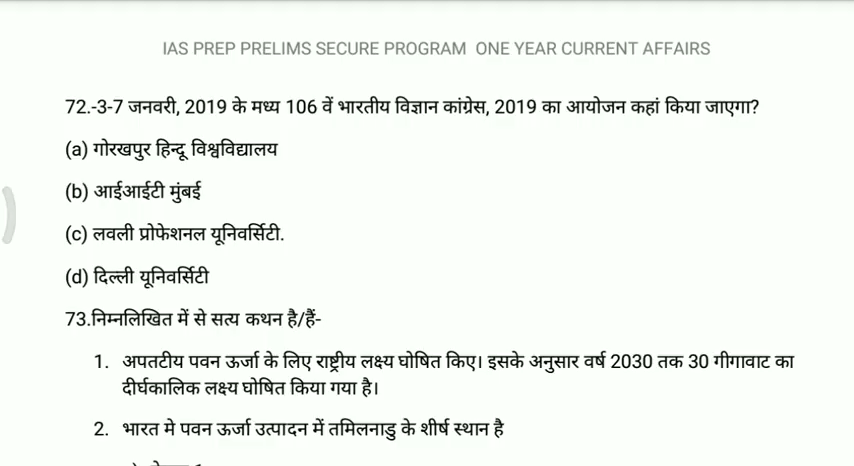 IAS PREP PRELIMS SECURE PROGRAM ONE YEAR CURRENT AFFAIRS
72.-3-7 जनवरी, 2019 के मध्य 106 वें भारतीय विज्ञान कांग्रेस, 2019 का आयोजन कहां किया जाएगा?
(a) गोरखपुर हिन्दू विश्वविद्यालय
(b) आईआईटी मुंबई
(c) लवली प्रोफेशनल यूनिवर्सिटी.
(d) दिल्ली यूनिवर्सिटी
73.निम्नलिखित में से सत्य कथन है/हैं-
1. अपतटीय पवन ऊर्जा के लिए राष्ट्रीय लक्ष्य घोषित किए। इसके अनुसार वर्ष 2030 तक 30 गीगावाट का
दीर्घकालिक लक्ष्य घोषित किया गया है।
2. भारत मे पवन ऊर्जा उत्पादन में तमिलनाडु के शीर्ष स्थान है